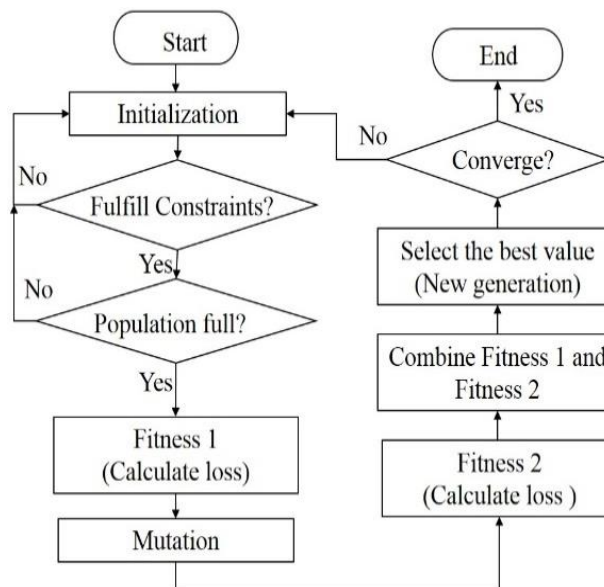 Start
Initialization
No
Fulfill Constraints?
Yes
No
Population full?
Yes
Fitness 1
(Calculate loss)
Mutation
End
Yes
No
Converge?
Select the best value
(New generation)
Combine Fitness 1 and
Fitness 2
Fitness 2
(Calculate loss )